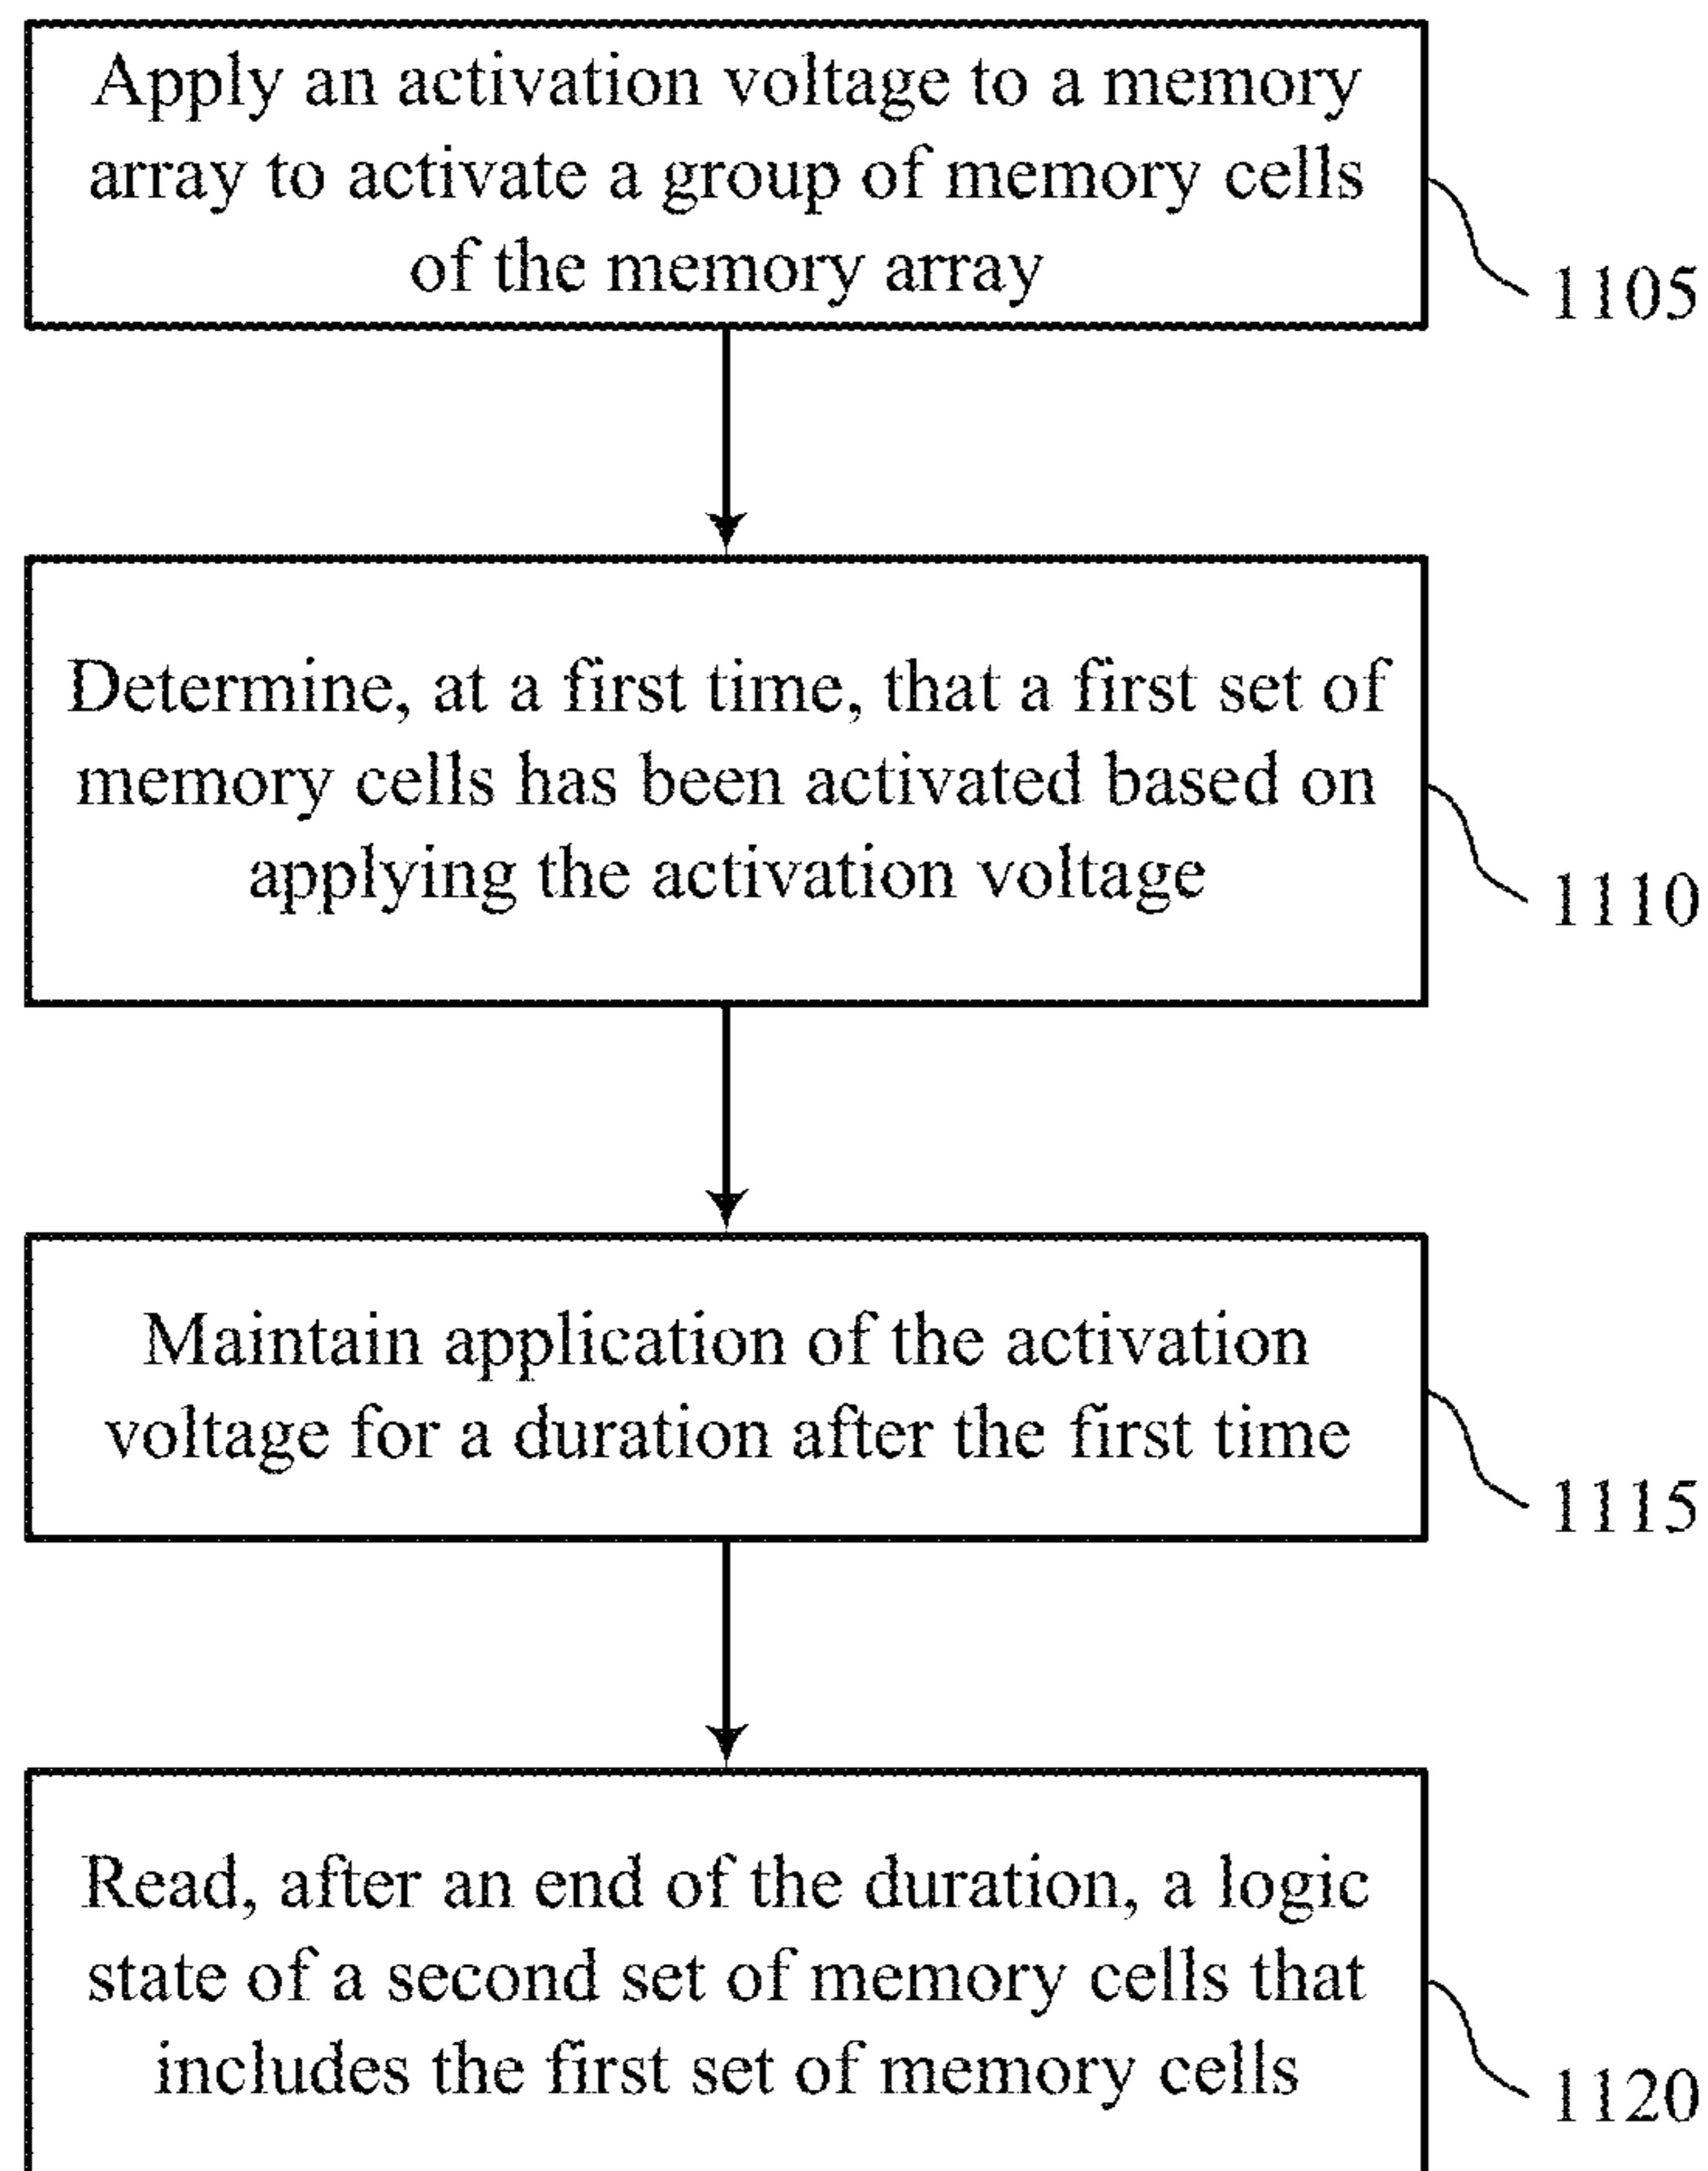 Apply an activation voltage to a memory
array to activate a group of memory cells
of the memory array
1105
Determine, at a first time, that a first set of
memory cells has been activated based on
applying the activation voltage
1110
Maintain application of the activation
voltage for a duration after the first time
1115
Read, after an end of the duration, a logic
state of a second set of memory cells that
includes the first set of memory cells
1120